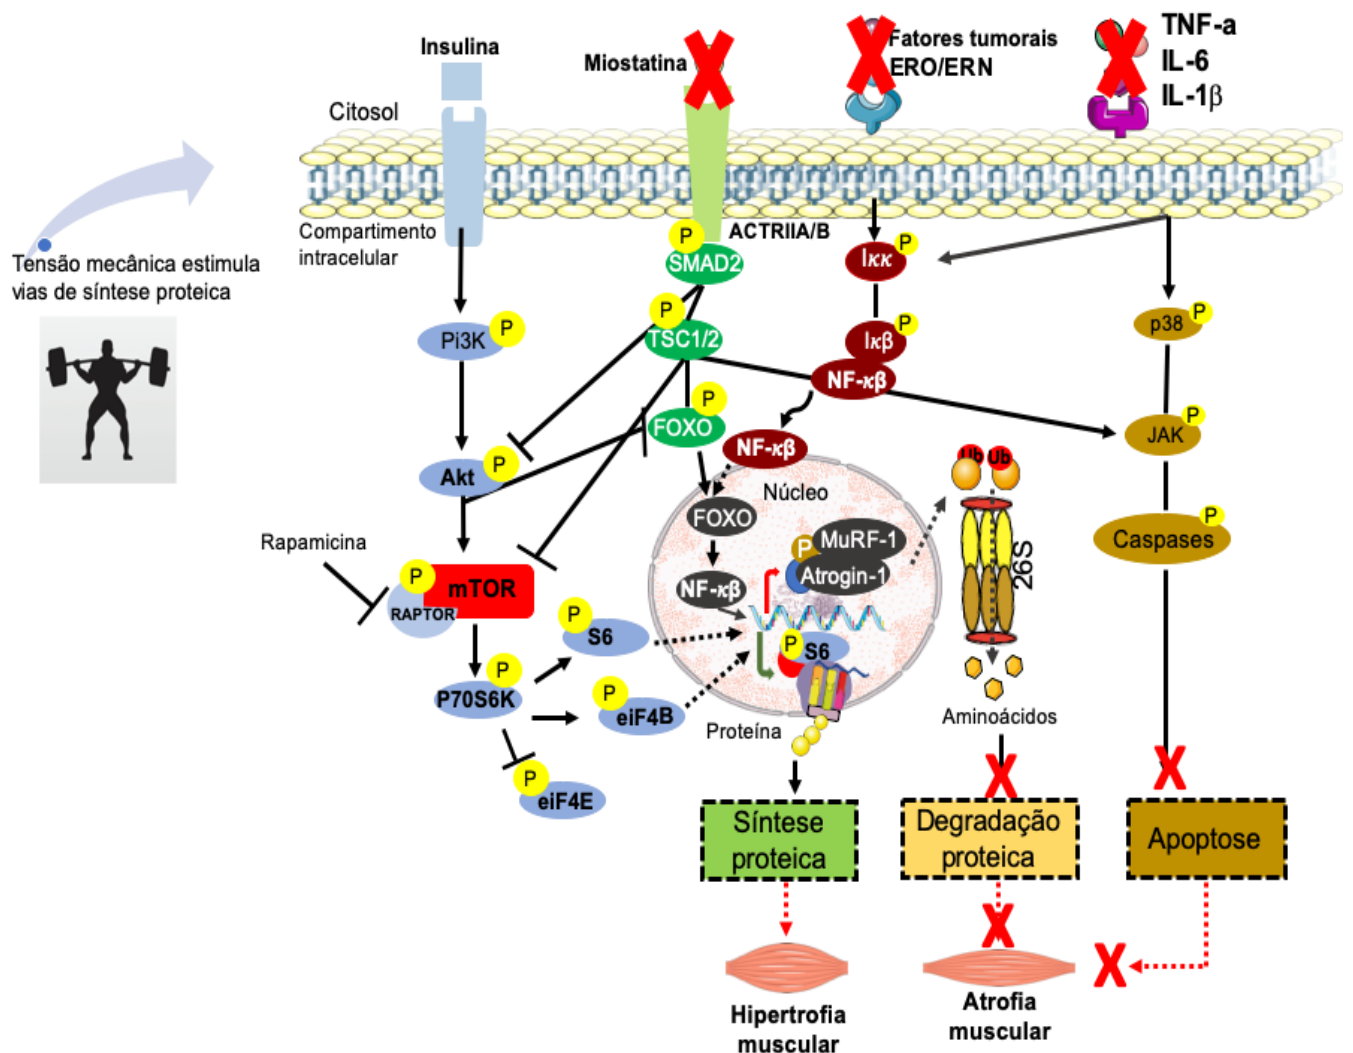 Insulina
Miostatina
Fatores tumorais
ERO/ERN
TNF-a
IL-6
IL-1β
Citosol
Compartimento
intracelular
ACTRIIA/B
Tensão mecânica estimula
vias de síntese proteica
P
SMAD2
P
Iκκ
P
TSC1/2
P
Iκβ
NF-κβ
P
p38
P
Pi3K
P
FOXO
P
JAK
NF-κβ
P
Akt
Ub
Ub
Núcleo
FOXO
P
MuRF-1
Atrogin-1
26S
P
Caspases
Rapamicina
P
mTOR
RAPTOR
NF-κβ
P
S6
P
S6
P
P70S6K
P
eiF4B
Proteína
Aminoácidos
P
eiF4E
Síntese
proteica
Degradação
proteica
Apoptose
Hipertrofia
muscular
Atrofia
muscular